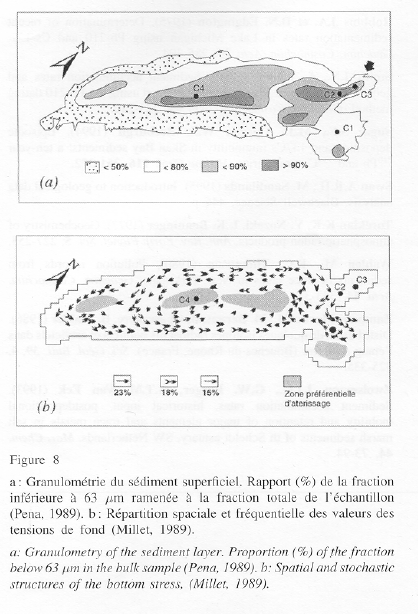 N
C4
C2
C3
C1
< 50%
< 80%
< 90%
> 90%
(a)
N
C4
C2
C3
23%
18%
15%
Zone préférentielle
d'aterissage
(b)
Figure 8
a : Granulométrie du sédiment superficiel. Rapport (%) de la fraction
inférieure à 63 μm ramenée à la fraction totale de l'échantillon
(Pena, 1989). b : Répartition spaciale et fréquentielle des valeurs des
tensions de fond (Millet, 1989).
a: Granulometry of the sediment layer. Proportion (%) of the fraction
below 63 μm in the bulk sample (Pena, 1989). b: Spatial and stochastic
structures of the bottom stress, (Millet, 1989).